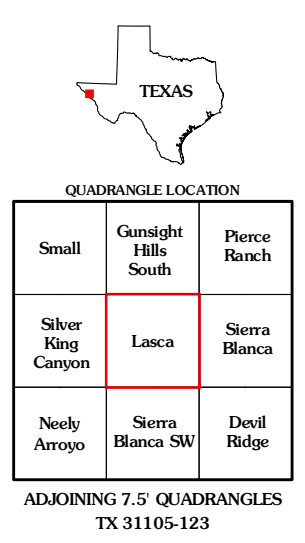 TEXAS
QUADRANGLE LOCATION
Small
Gunsight
Hills
South
Pierce
Ranch
Silver
King
Canyon
Lasca
Sierra
Blanca
Neely
Arroyo
Sierra
Blanca SW
Devil
Ridge
ADJOINING 7.5' QUADRANGLES
TX 31105-123